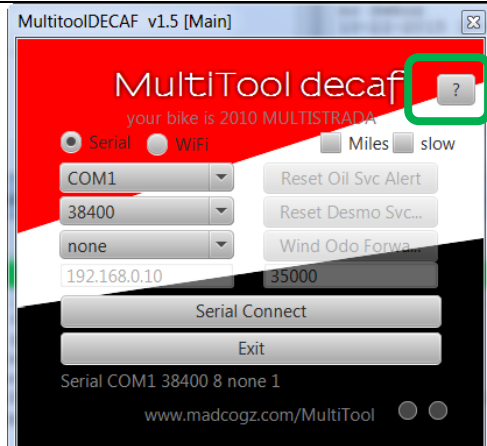 MultitoolDECAF v1.5 [Main]
MultiTool decaf
?
your bike is 2010 MULTISTRADA
Serial WiFi Miles slow
COM1 Reset Oil Svc Alert
38400 Reset Desmo Svc...
none Wind Odo Forwa...
192.168.0.10 35000
Serial Connect
Exit
Serial COM1 38400 8 none 1
www.madcogz.com/MultiTool